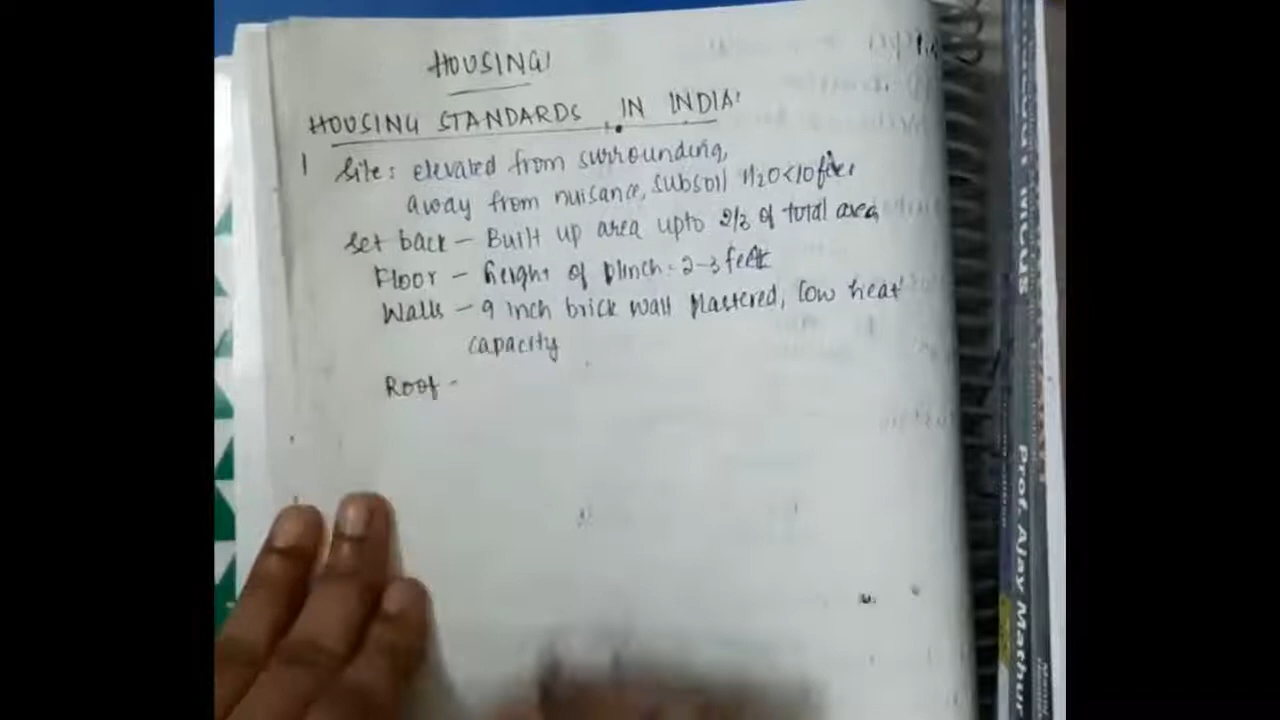 HOUSING!
HOUSING STANDARDS IN INDIA:
1 Site: elevated from surrounding,
away from nuisance, subsoil H2O<10 feet
Set back - Built up area upto 2/3 of total area
Floor - height of plinch: 2-3 feet
Walls - 9 inch brick wall plastered, low heat
capacity
Roof -
Prof. Ajay Mathur